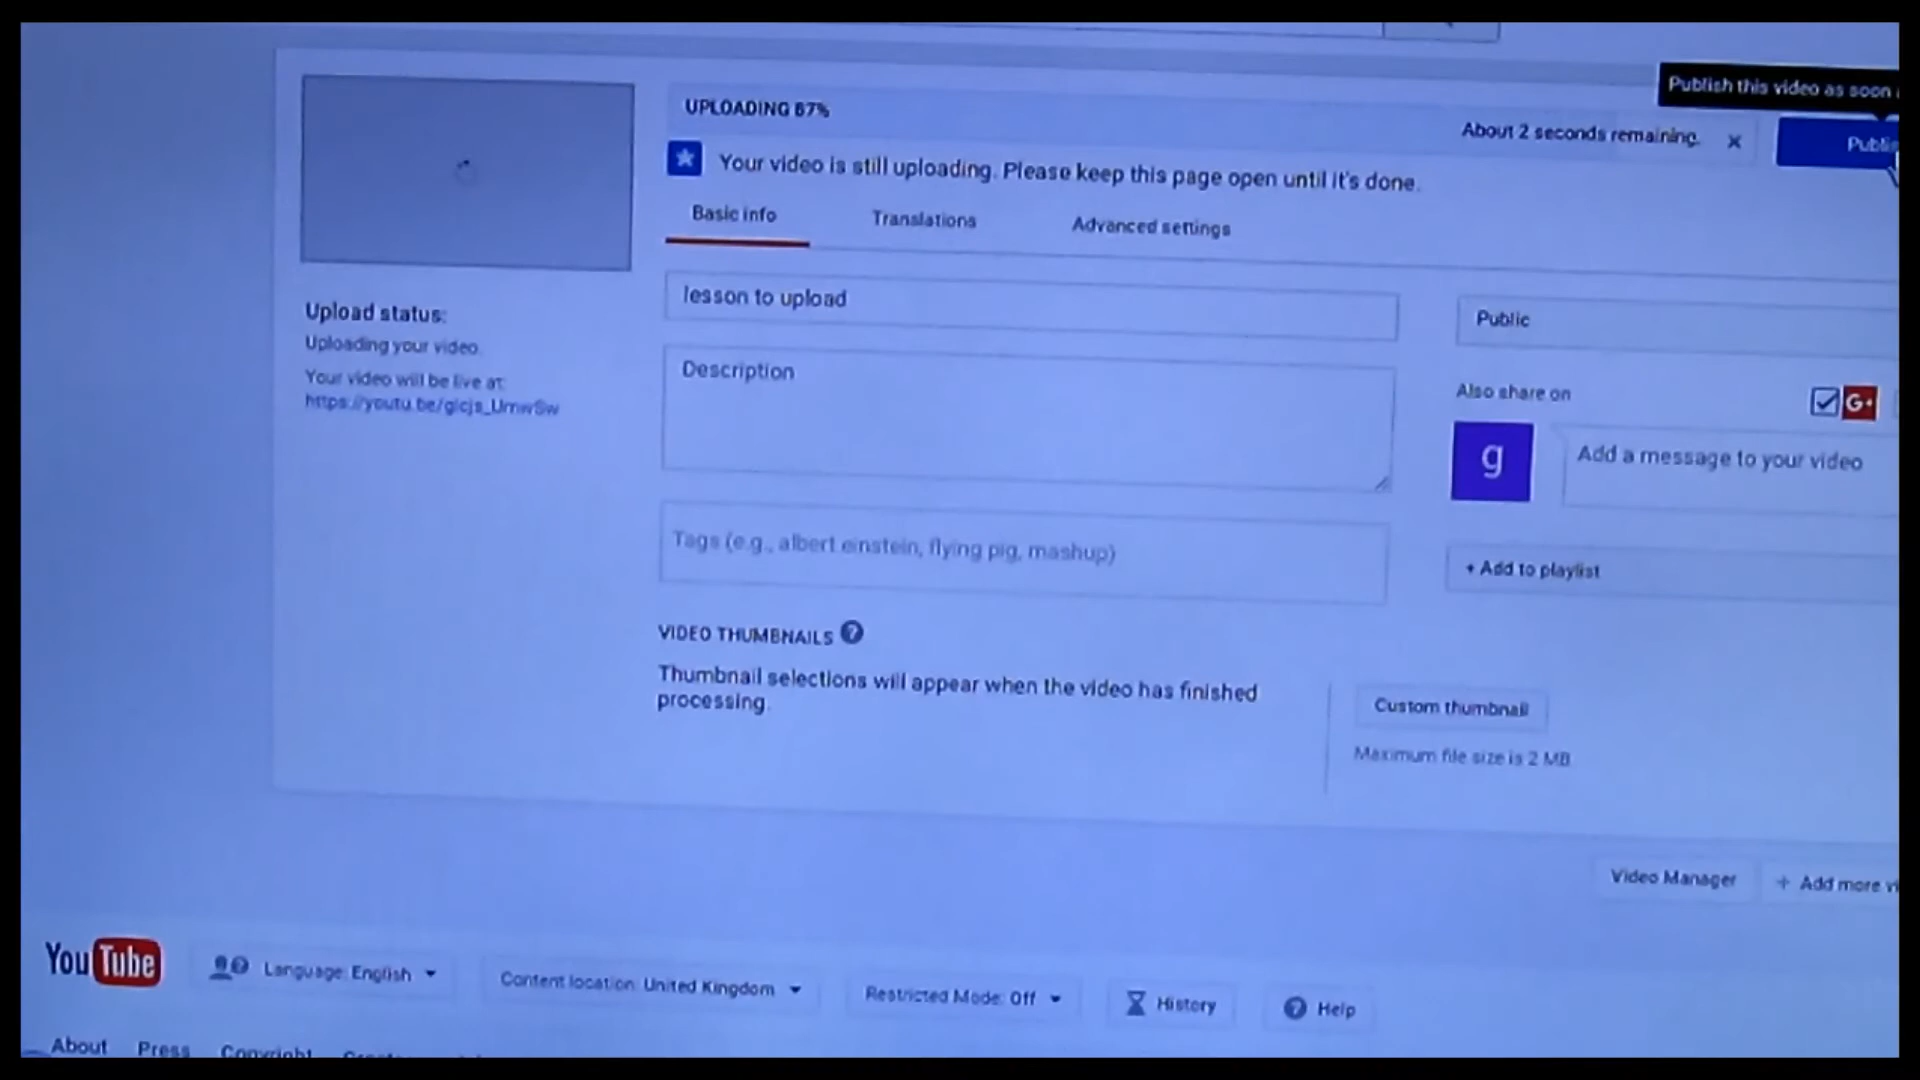 Publish this video as soon
UPLOADING 67%
About 2 seconds remaining.
Your video is still uploading. Please keep this page open until it's done.
Basic info
Translations
Advanced settings
lesson to upload
Public
Upload status:
Uploading your video.
Your video will be live at:
Description
Also share on
G+
g
Add a message to your video
Tags (e.g., albert einstein, flying pig, mashup)
+ Add to playlist
VIDEO THUMBNAILS ?
Thumbnail selections will appear when the video has finished
processing.
Custom thumbnail
Maximum file size is 2 MB
Video Manager
+ Add more
YouTube
Language: English
Content location: United Kingdom
Restricted Mode: Off
History
? Help
About
Press
Copyright